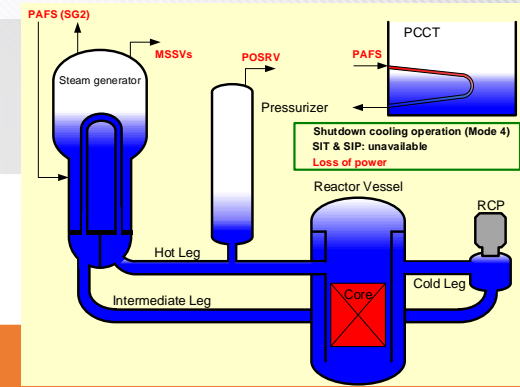 PAFS (SG2)
MSSVs
Steam generator
POSRV
Pressurizer
PCCT
PAFS
Shutdown cooling operation (Mode 4)
SIT & SIP: unavailable
Loss of power
Reactor Vessel
RCP
Hot Leg
Cold Leg
Core
Intermediate Leg